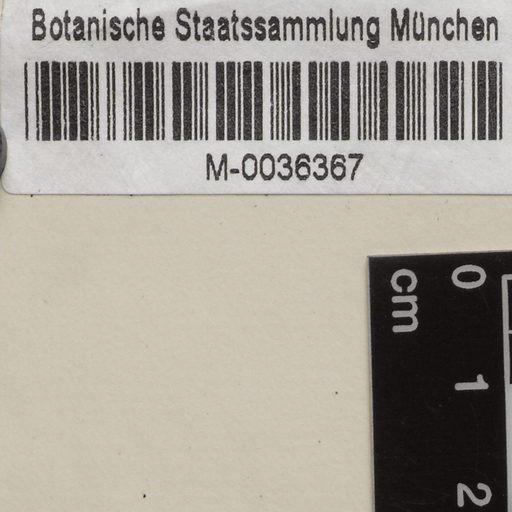 Botanische Staatssammlung München
M-0036367
0
cm
1
2